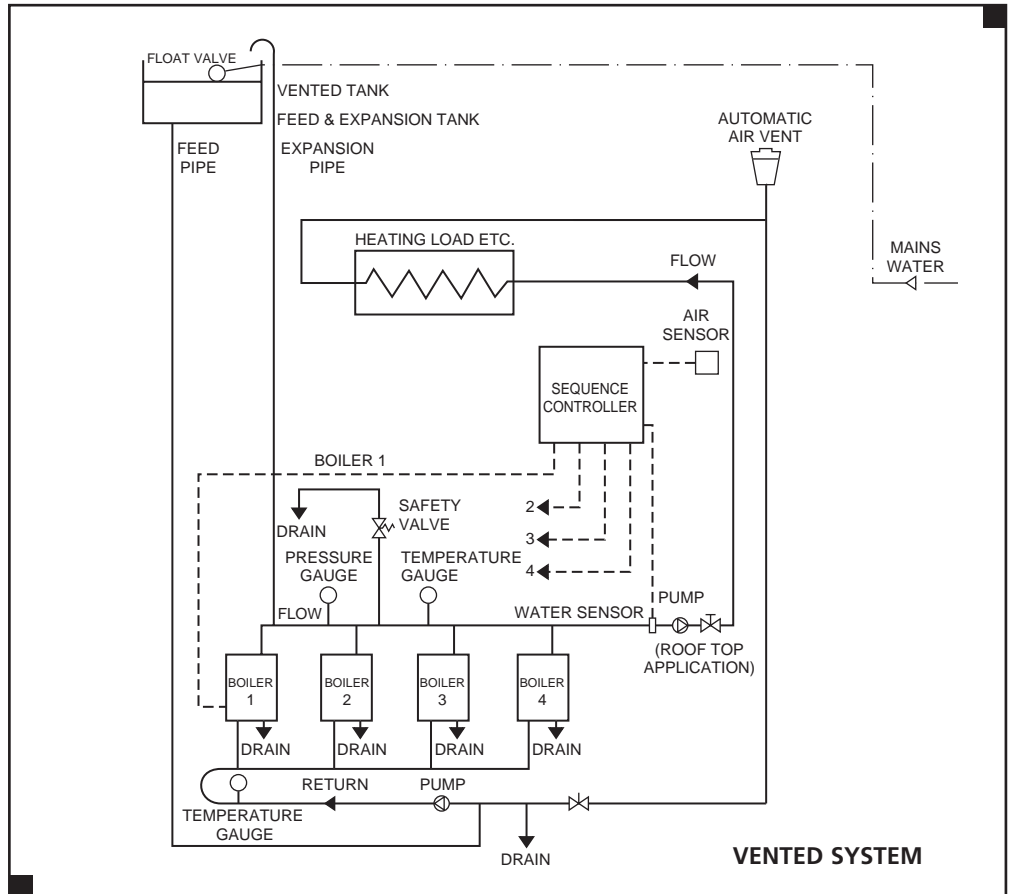 FLOAT VALVE
VENTED TANK
FEED & EXPANSION TANK
FEED
PIPE
EXPANSION
PIPE
AUTOMATIC
AIR VENT
HEATING LOAD ETC.
FLOW
MAINS
WATER
AIR
SENSOR
SEQUENCE
CONTROLLER
BOILER 1
2
3
4
DRAIN
SAFETY
VALVE
PRESSURE
GAUGE
TEMPERATURE
GAUGE
FLOW
WATER SENSOR
PUMP
(ROOF TOP
APPLICATION)
BOILER
1
BOILER
2
BOILER
3
BOILER
4
DRAIN
DRAIN
DRAIN
DRAIN
RETURN
PUMP
TEMPERATURE
GAUGE
DRAIN
VENTED SYSTEM